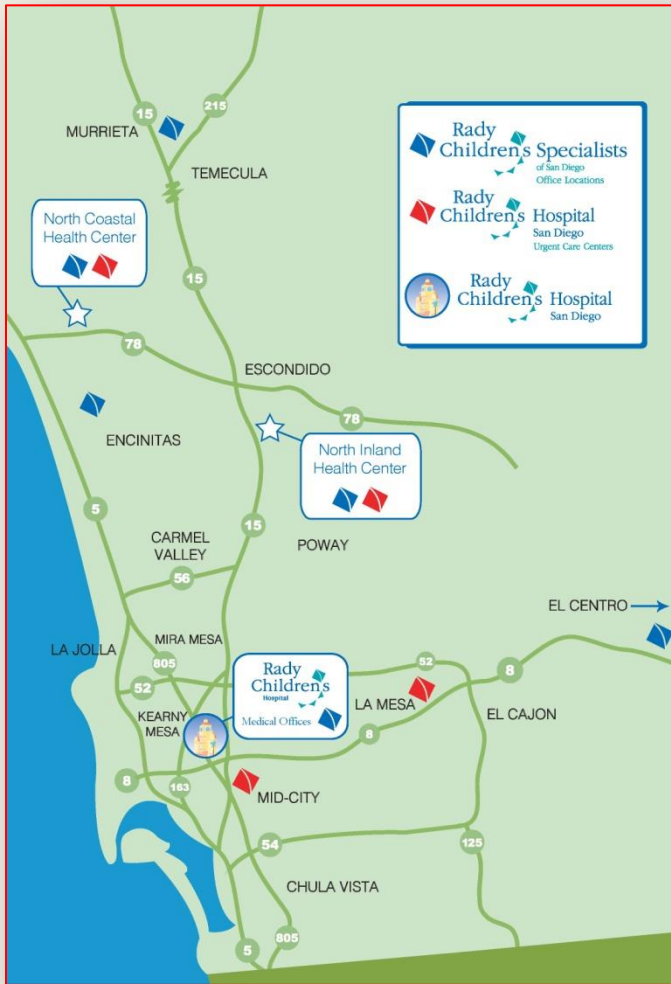 215
15
MURRIETA
TEMECULA
Rady
Children's Specialists
of San Diego
Office Locations
Rady
Children's Hospital
San Diego
Urgent Care Centers
Rady
Children's Hospital
San Diego
North Coastal
Health Center
15
78
ESCONDIDO
78
ENCINITAS
North Inland
Health Center
5
15
CARMEL
VALLEY
POWAY
56
EL CENTRO
MIRA MESA
LA JOLLA
805
52
8
52
Rady
Children's
Hospital
Medical Offices
LA MESA
KEARNY
MESA
EL CAJON
8
8
163
MID-CITY
54
125
CHULA VISTA
805
5